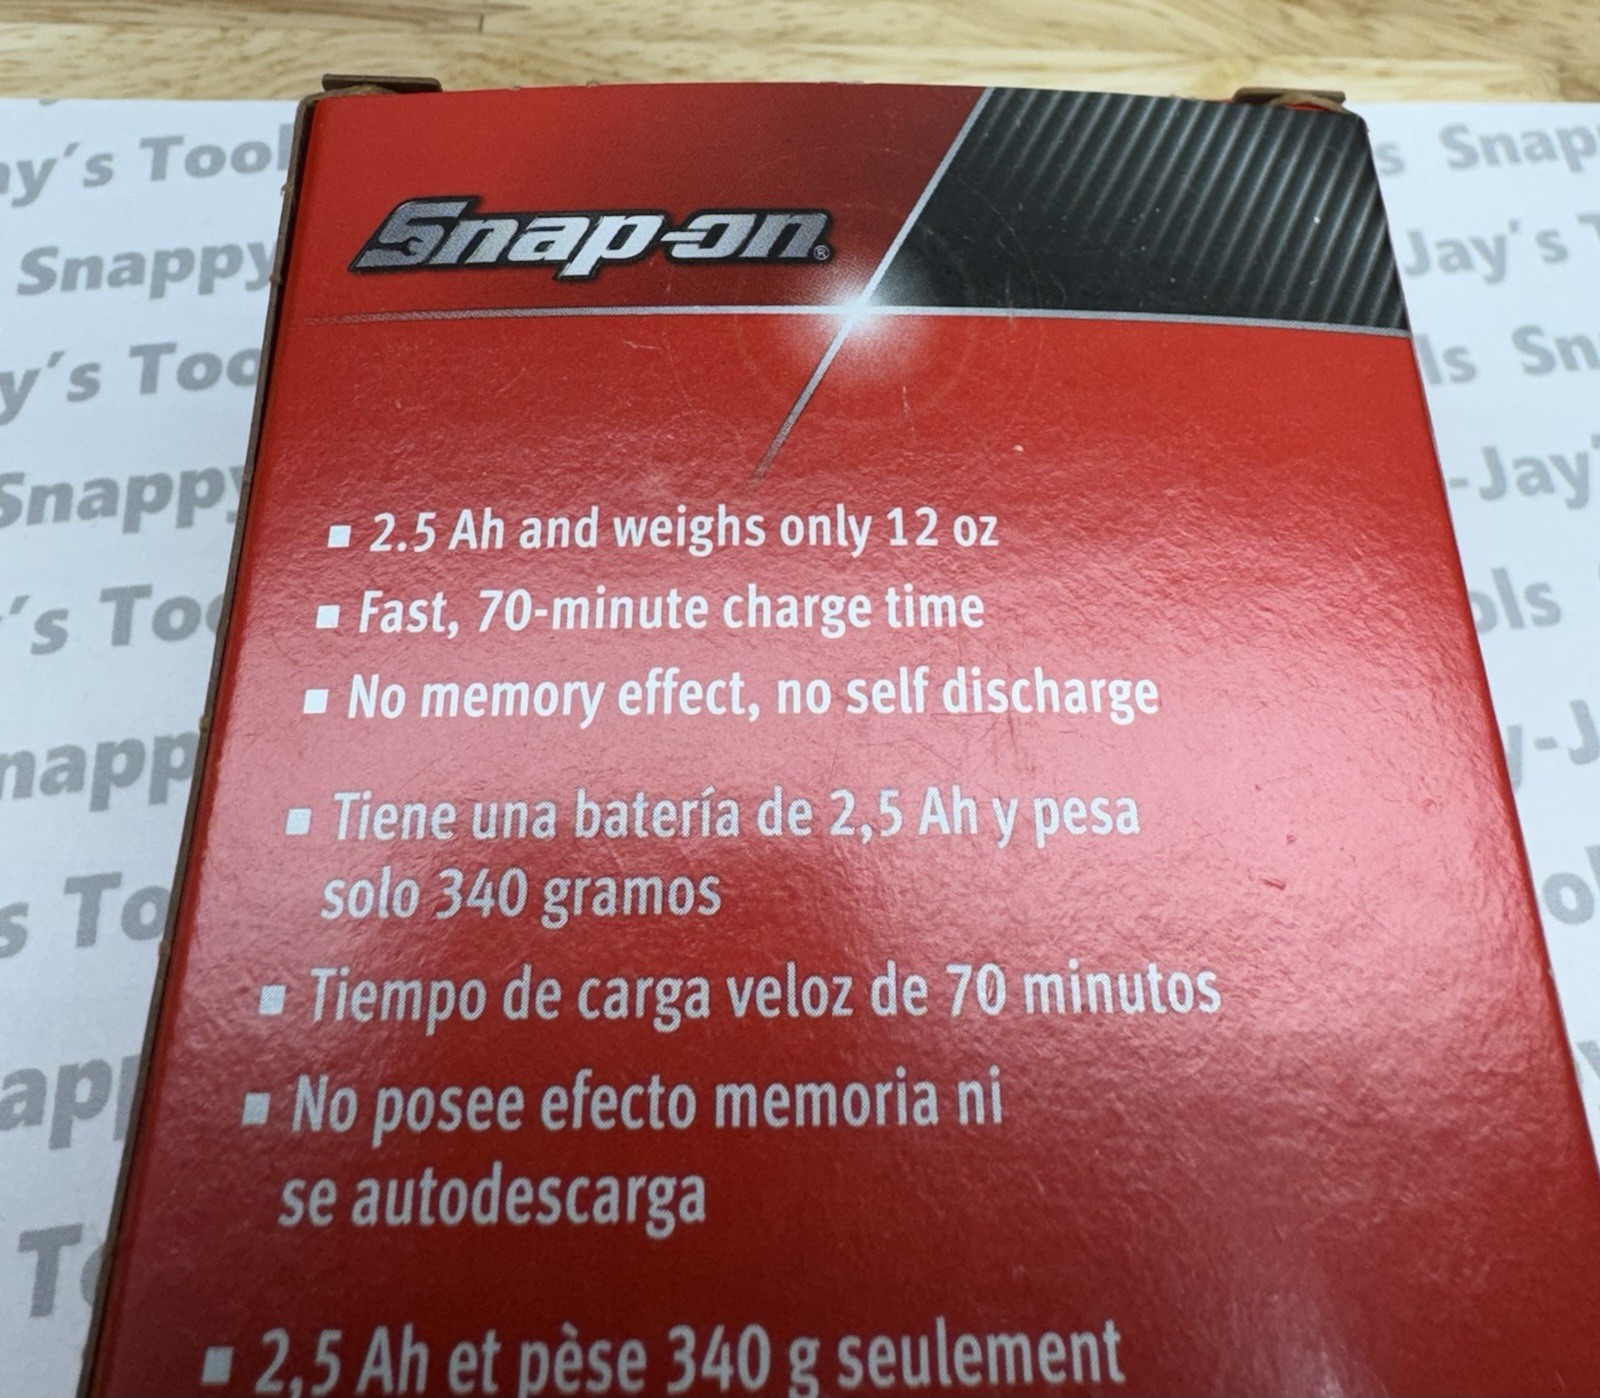 Snap-on®
2.5 Ah and weighs only 12 oz
Fast, 70-minute charge time
No memory effect, no self discharge
Tiene una batería de 2,5 Ah y pesa
solo 340 gramos
Tiempo de carga veloz de 70 minutos
No posee efecto memoria ni
se autodescarga
2,5 Ah et pèse 340 g seulement